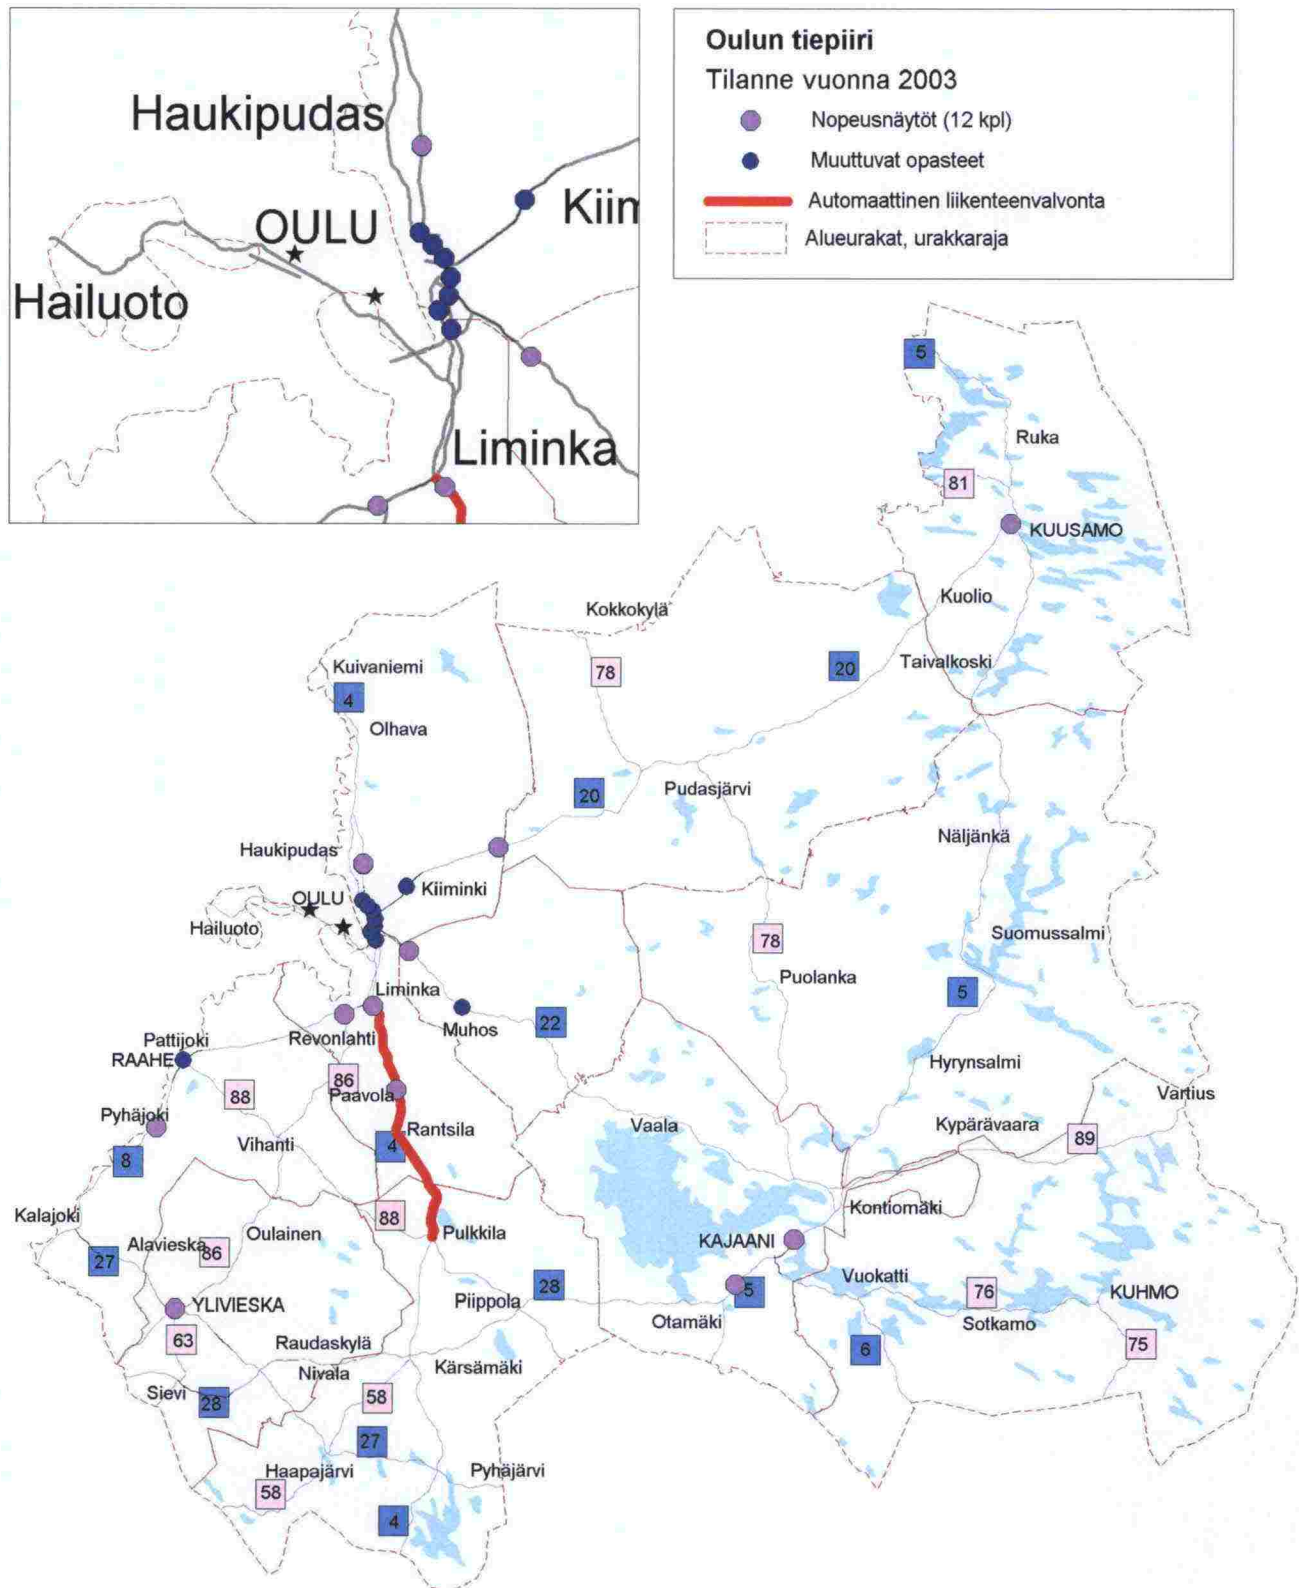 Haukipudas
OULU
Kiim
Hailuoto
Liminka
Oulun tiepiiri
Tilanne vuonna 2003
Nopeusnäytöt (12 kpl)
Muuttuvat opasteet
Automaattinen liikenteenvalvonta
Alueurakat, urakkaraja
5
Ruka
81
KUUSAMO
Kuolio
Kokkokylä
Taivalkoski
20
78
Kuivaniemi
4
Olhava
Pudasjärvi
20
Näljänkä
Haukipudas
Kiiminki
OULU
Hailuoto
78
Suomussalmi
Puolanka
5
Liminka
Muhos
22
Revonlahti
Pattijoki
RAAHE
Hyrynsalmi
86
88
Paavola
Vartius
Pyhäjoki
Rantsila
Vaala
Kypärävaara
89
Vihanti
4
8
Kontiomäki
88
Kalajoki
Oulainen
Pulkkila
Alavieska
86
KAJAANI
27
Vuokatti
76
KUHMO
28
5
YLIVIESKA
Piippola
Otamäki
Sotkamo
63
75
Raudaskylä
6
Kärsämäki
Nivala
Sievi
58
28
27
Haapajärvi
Pyhäjärvi
58
4